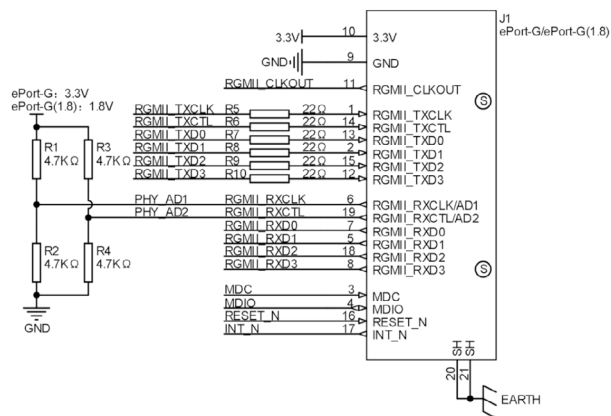 J1
ePort-G/ePort-G(1.8)
3.3V 10 3.3V
GND 9 GND
RGMII_CLKOUT 11 RGMII_CLKOUT
S
ePort-G: 3.3V
ePort-G(1.8): 1.8V
RGMII_TXCLK R5 22Ω 1 RGMII_TXCLK
RGMII_TXCTL R6 22Ω 14 RGMII_TXCTL
RGMII_TXD0 R7 22Ω 13 RGMII_TXD0
RGMII_TXD1 R8 22Ω 2 RGMII_TXD1
RGMII_TXD2 R9 22Ω 15 RGMII_TXD2
RGMII_TXD3 R10 22Ω 12 RGMII_TXD3
R1
4.7KΩ
R3
4.7KΩ
PHY_AD1 RGMII_RXCLK 6 RGMII_RXCLK/AD1
PHY_AD2 RGMII_RXCTL 19 RGMII_RXCTL/AD2
RGMII_RXD0 7 RGMII_RXD0
RGMII_RXD1 5 RGMII_RXD1
RGMII_RXD2 18 RGMII_RXD2
RGMII_RXD3 8 RGMII_RXD3
S
R2
4.7KΩ
R4
4.7KΩ
GND
MDC 3 MDC
MDIO 4 MDIO
RESET_N 16 RESET_N
INT_N 17 INT_N
SH SH
20 21
EARTH